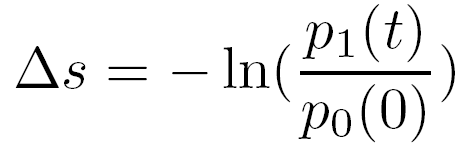 Δs = − ln(p₁(t)/p₀(0))